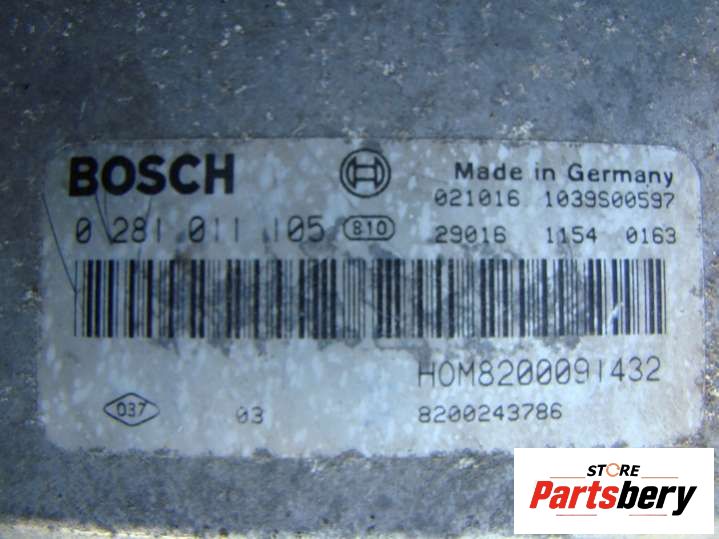 BOSCH
Made in Germany
021016 1039S00597
0 281 011 105 810
29016 1154 0163
HOM8200091432
037 03
8200243786
STORE
Partsbery